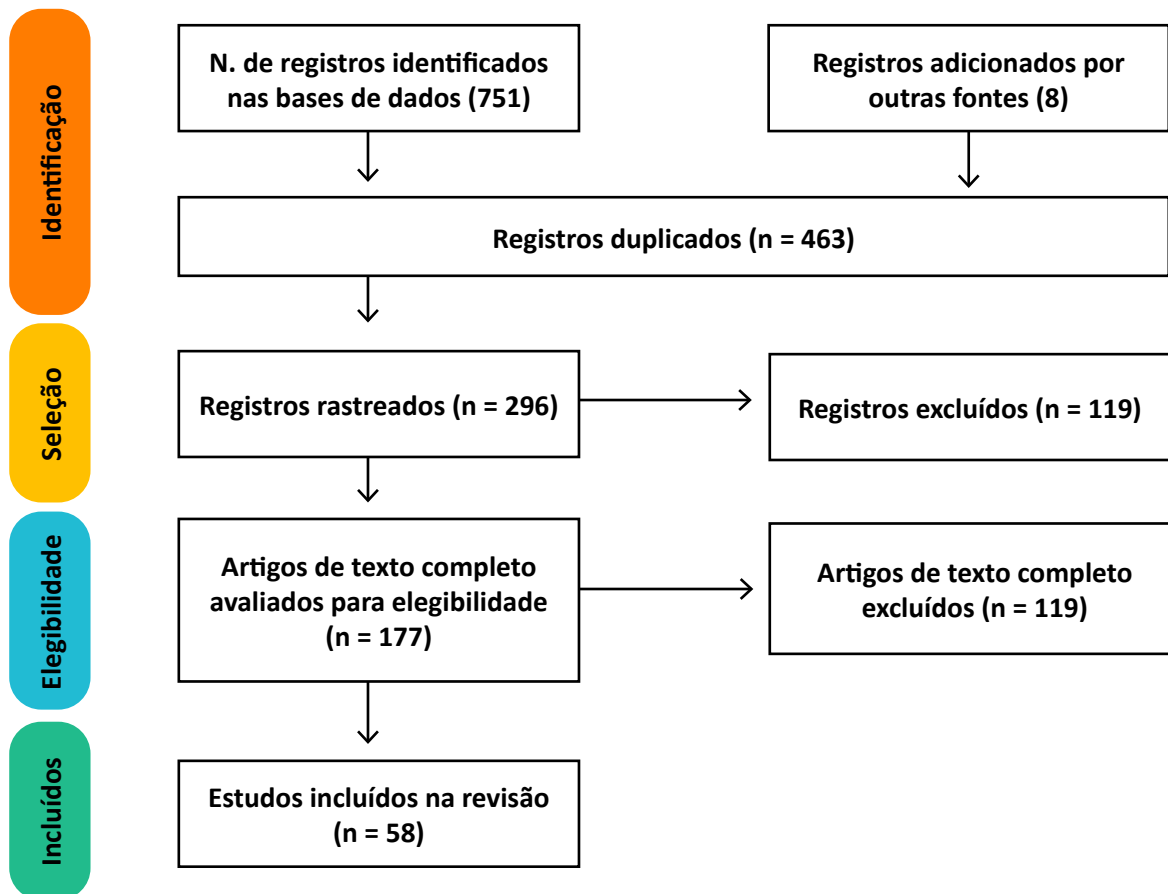 Identificação
N. de registros identificados
nas bases de dados (751)
Registros adicionados por
outras fontes (8)
Registros duplicados (n = 463)
Seleção
Registros rastreados (n = 296)
Registros excluídos (n = 119)
Elegibilidade
Artigos de texto completo
avaliados para elegibilidade
(n = 177)
Artigos de texto completo
excluídos (n = 119)
Incluídos
Estudos incluídos na revisão
(n = 58)